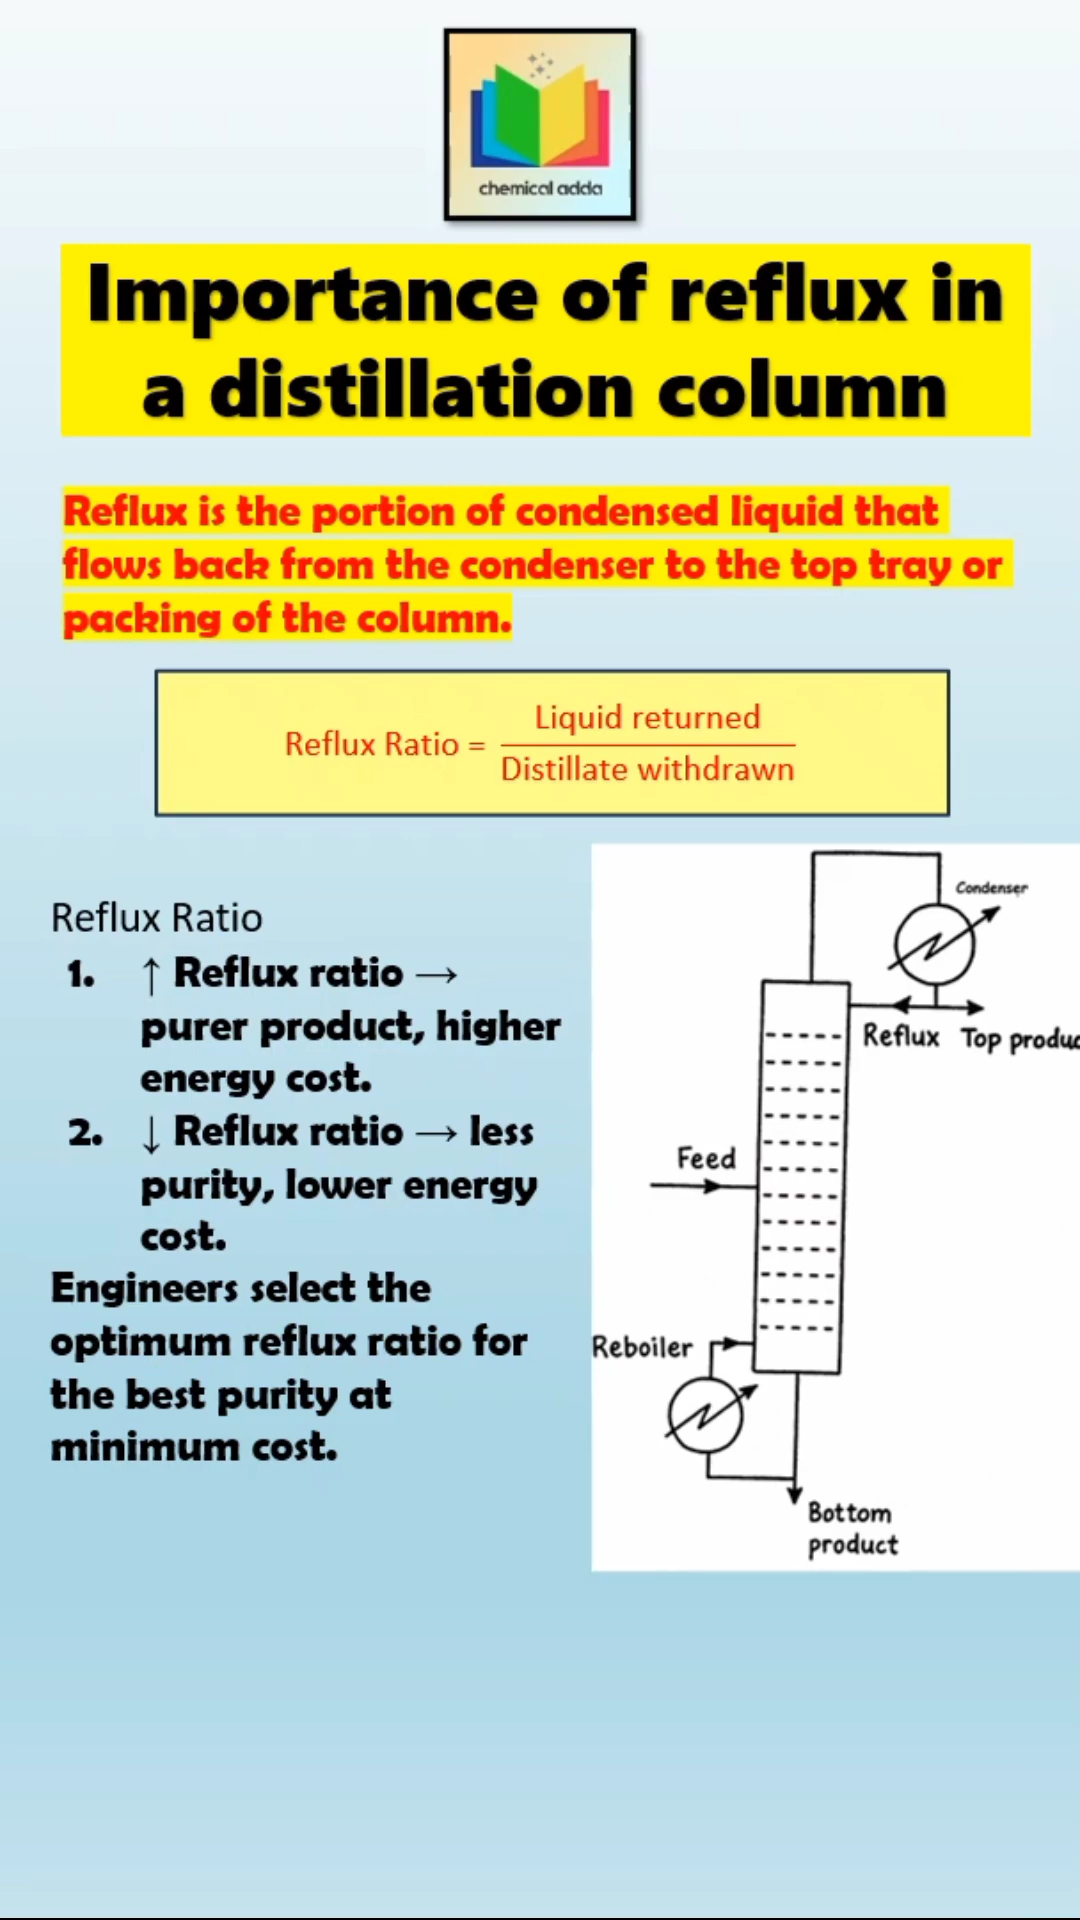 chemical adda
Importance of reflux in
a distillation column
Reflux is the portion of condensed liquid that
flows back from the condenser to the top tray or
packing of the column.
Reflux Ratio = Liquid returned
Distillate withdrawn
Reflux Ratio
1. ↑ Reflux ratio →
purer product, higher
energy cost.
2. ↓ Reflux ratio → less
purity, lower energy
cost.
Engineers select the
optimum reflux ratio for
the best purity at
minimum cost.
Condenser
Reflux Top produc
Feed
Reboiler
Bottom
product